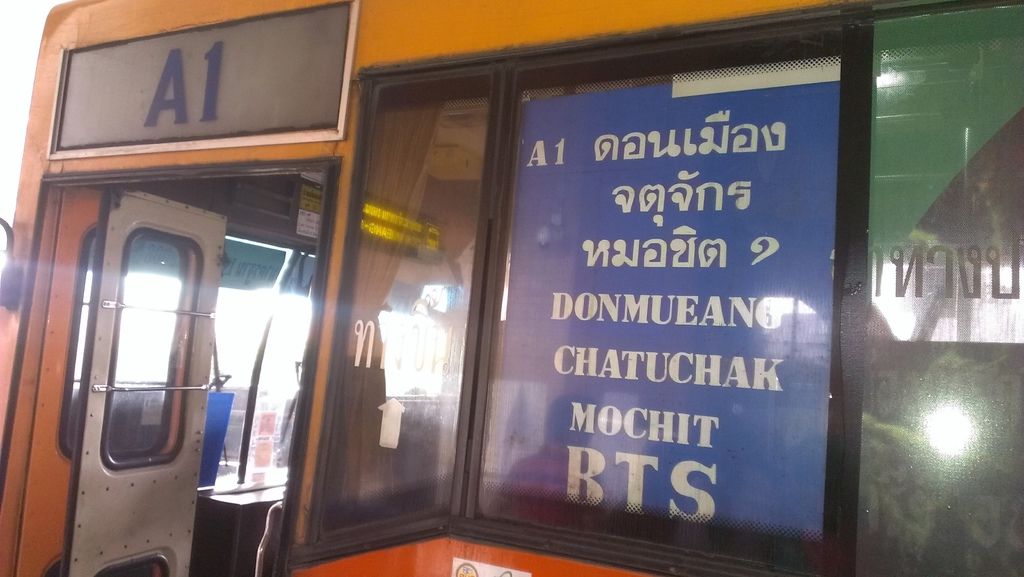 A1
A1 ดอนเมือง
จตุจักร
หมอชิต ๑
DONMUEANG
CHATUCHAK
MOCHIT
BTS